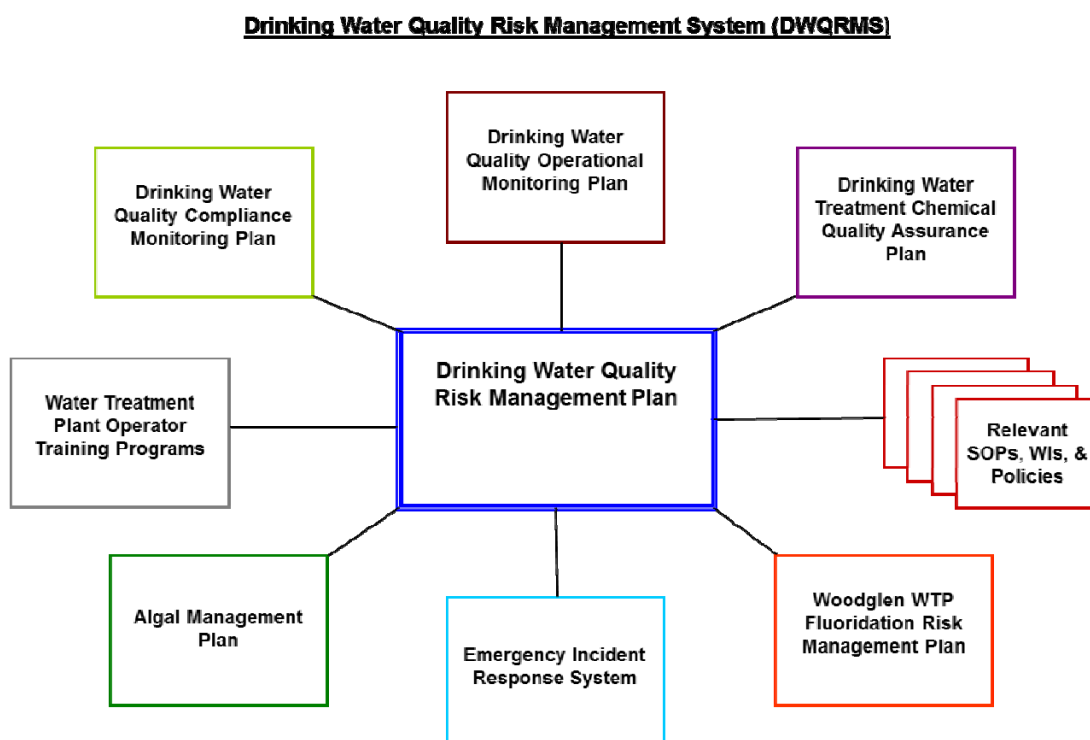 Drinking Water Quality Risk Management System (DWQRMS)
Drinking Water
Quality Operational
Monitoring Plan
Drinking Water
Quality Compliance
Monitoring Plan
Drinking Water
Treatment Chemical
Quality Assurance
Plan
Drinking Water Quality
Risk Management Plan
Water Treatment
Plant Operator
Training Programs
Relevant
SOPs, WIs, &
Policies
Algal Management
Plan
Emergency Incident
Response System
Woodglen WTP
Fluoridation Risk
Management Plan